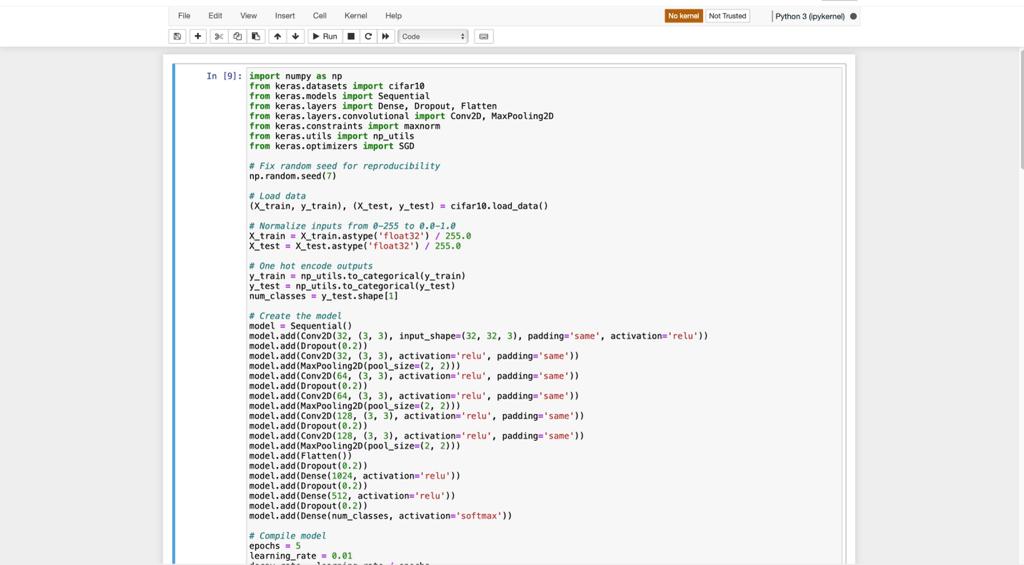 File Edit View Insert Cell Kernel Help
No kernel Not Trusted Python 3 (ipykernel)
Run Code
In [9]: import numpy as np
from keras.datasets import cifar10
from keras.models import Sequential
from keras.layers import Dense, Dropout, Flatten
from keras.layers.convolutional import Conv2D, MaxPooling2D
from keras.constraints import maxnorm
from keras.utils import np_utils
from keras.optimizers import SGD
# Fix random seed for reproducibility
np.random.seed(7)
# Load data
(X_train, y_train), (X_test, y_test) = cifar10.load_data()
# Normalize inputs from 0-255 to 0.0-1.0
X_train = X_train.astype('float32') / 255.0
X_test = X_test.astype('float32') / 255.0
# One hot encode outputs
y_train = np_utils.to_categorical(y_train)
y_test = np_utils.to_categorical(y_test)
num_classes = y_test.shape[1]
# Create the model
model = Sequential()
model.add(Conv2D(32, (3, 3), input_shape=(32, 32, 3), padding='same', activation='relu'))
model.add(Dropout(0.2))
model.add(Conv2D(32, (3, 3), activation='relu', padding='same'))
model.add(MaxPooling2D(pool_size=(2, 2)))
model.add(Conv2D(64, (3, 3), activation='relu', padding='same'))
model.add(Dropout(0.2))
model.add(Conv2D(64, (3, 3), activation='relu', padding='same'))
model.add(MaxPooling2D(pool_size=(2, 2)))
model.add(Conv2D(128, (3, 3), activation='relu', padding='same'))
model.add(Dropout(0.2))
model.add(Conv2D(128, (3, 3), activation='relu', padding='same'))
model.add(MaxPooling2D(pool_size=(2, 2)))
model.add(Flatten())
model.add(Dropout(0.2))
model.add(Dense(1024, activation='relu'))
model.add(Dropout(0.2))
model.add(Dense(512, activation='relu'))
model.add(Dropout(0.2))
model.add(Dense(num_classes, activation='softmax'))
# Compile model
epochs = 5
learning_rate = 0.01